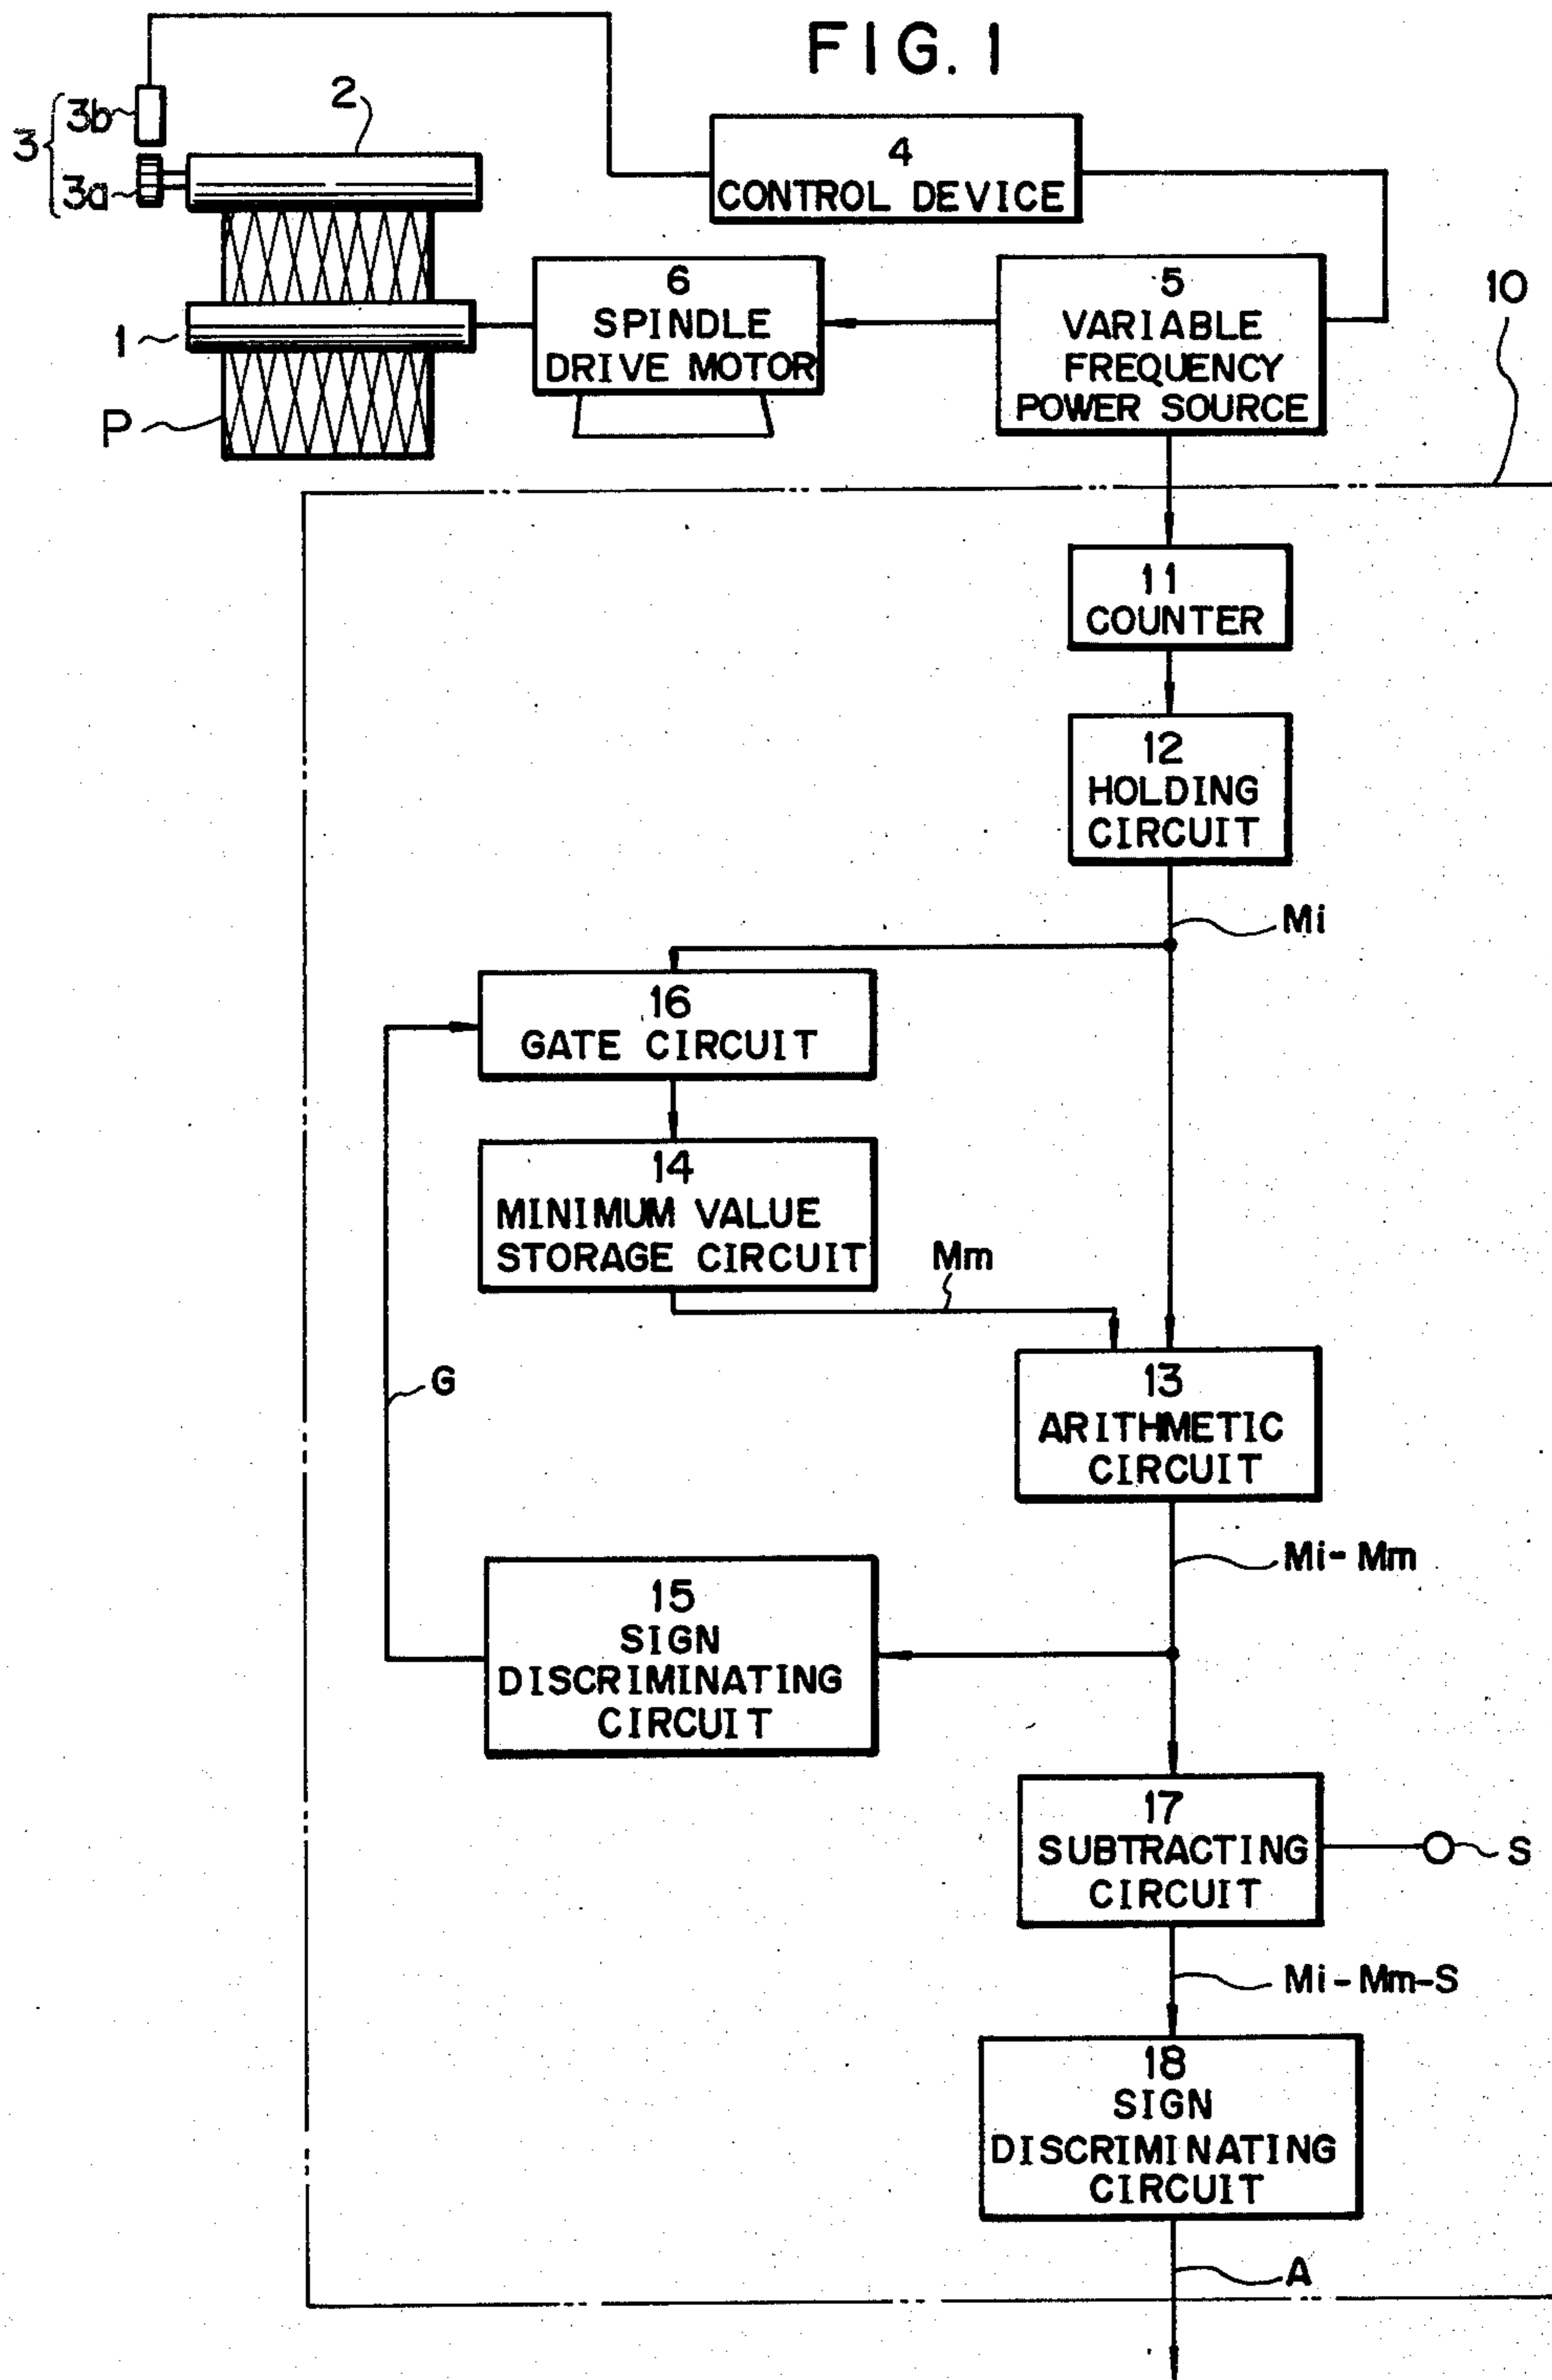 FIG. 1
3
3b
3a
2
1
P
4
CONTROL DEVICE
6
SPINDLE
DRIVE MOTOR
5
VARIABLE
FREQUENCY
POWER SOURCE
10
11
COUNTER
12
HOLDING
CIRCUIT
Mi
16
GATE CIRCUIT
14
MINIMUM VALUE
STORAGE CIRCUIT
Mm
G
13
ARITHMETIC
CIRCUIT
Mi-Mm
15
SIGN
DISCRIMINATING
CIRCUIT
17
SUBTRACTING
CIRCUIT
S
Mi-Mm-S
18
SIGN
DISCRIMINATING
CIRCUIT
A